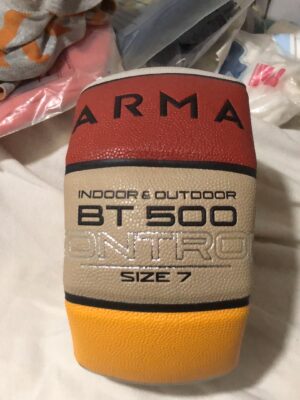 ARMA
INDOOR & OUTDOOR
BT 500
ONTRO
SIZE 7